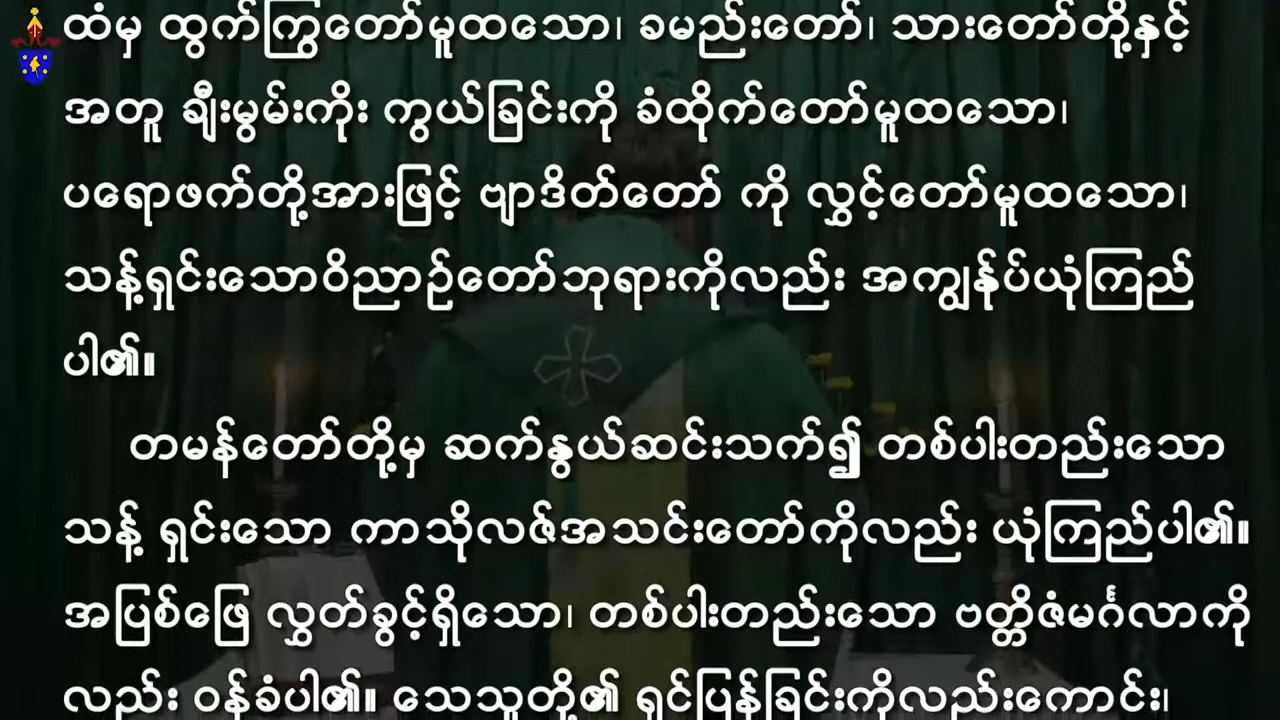 ထံမှ ထွက်ကြွတော်မူထသော၊ ခမည်းတော်၊ သားတော်တို့နှင့်
အတူ ချီးမွမ်းကိုး ကွယ်ခြင်းကို ခံထိုက်တော်မူထသော၊
ပရောဖက်တို့အားဖြင့် ဗျာဒိတ်တော် ကို လွှင့်တော်မူထသော၊
သန့်ရှင်းသောဝိညာဉ်တော်ဘုရားကိုလည်း အကျွန်ုပ်ယုံကြည်
ပါ၏။
တမန်တော်တို့မှ ဆက်နွယ်ဆင်းသက်၍ တစ်ပါးတည်းသော
သန့် ရှင်းသော ကာသိုလဇ်အသင်းတော်ကိုလည်း ယုံကြည်ပါ၏။
အပြစ်ဖြေ လွှတ်ခွင့်ရှိသော၊ တစ်ပါးတည်းသော ဗတ္တိဇံမင်္ဂလာကို
လည်း ဝန်ခံပါ၏။ သေသူတို့၏ ရှင်ပြန်ခြင်းကိုလည်းကောင်း၊